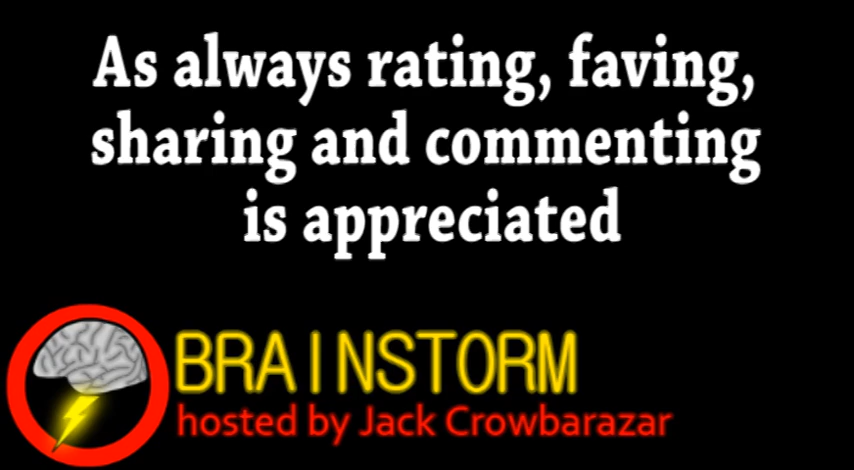 As always rating, faving,
sharing and commenting
is appreciated
BRAINSTORM
hosted by Jack Crowbarazar